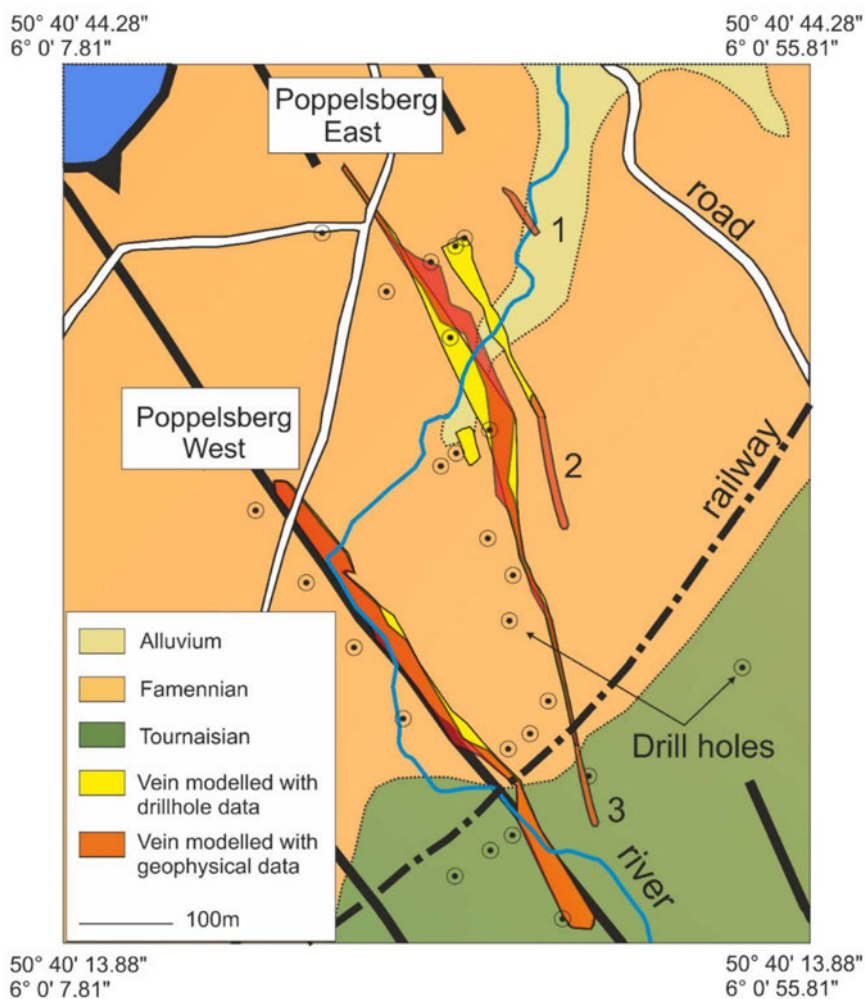 50° 40' 44.28"
6° 0' 7.81"
50° 40' 44.28"
6° 0' 55.81"
Poppelsberg
East
road
1
Poppelsberg
West
2
railway
Alluvium
Famennian
Tournaisian
Vein modelled with
drillhole data
Vein modelled with
geophysical data
100m
Drill holes
3
river
50° 40' 13.88"
6° 0' 7.81"
50° 40' 13.88"
6° 0' 55.81"